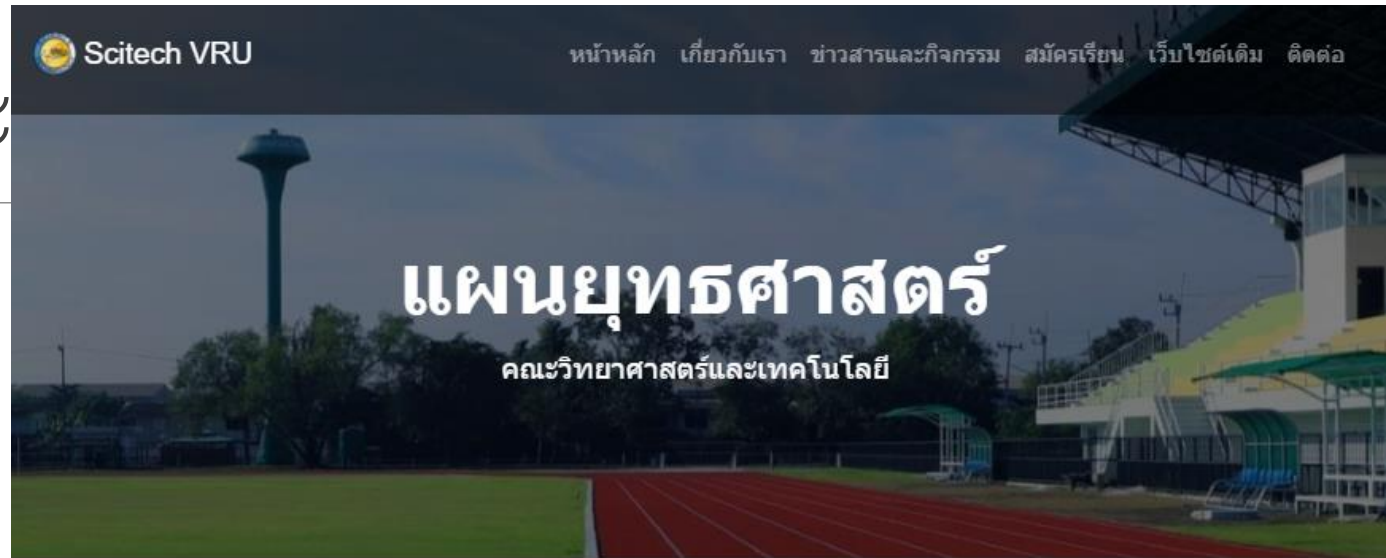 Scitech VRU
หน้าหลัก เกี่ยวกับเรา ข่าวสารและกิจกรรม สมัครเรียน เว็บไซต์เดิม ติดต่อ
แผนยุทธศาสตร์
คณะวิทยาศาสตร์และเทคโนโลยี